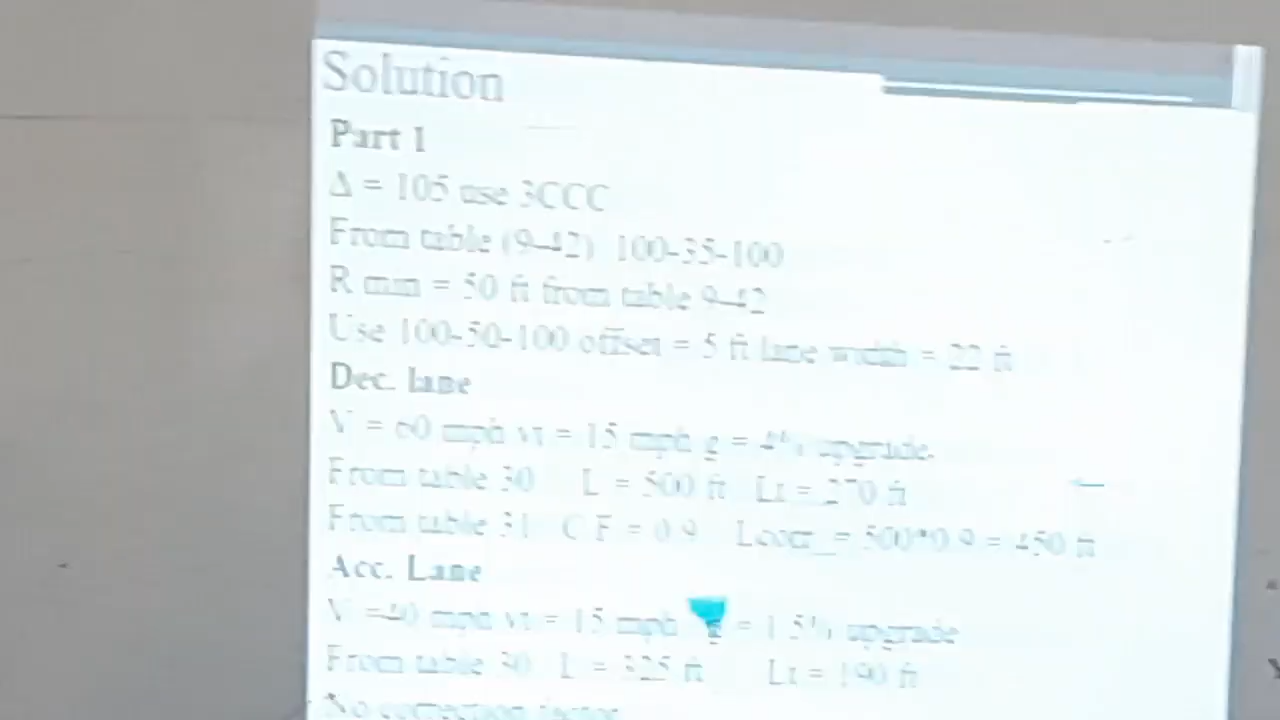 Solution
Part 1
Δ = 105 use 3CCC
From table (9-42) 100-35-100
R min = 50 ft from table 9-42
Use 100-50-100 offset = 5 ft lane width = 22 ft
Dec. lane
V = 60 mph vt = 15 mph g = 4% upgrade.
From table 30 L = 500 ft Lt = 270 ft
From table 31 C F = 0.9 Lcorr_= 500*0.9 = 450 ft
Acc. Lane
V =40 mph vt = 15 mph g = 1.5% upgrade
From table 30 L = 325 ft Lt = 190 ft
No correction factor